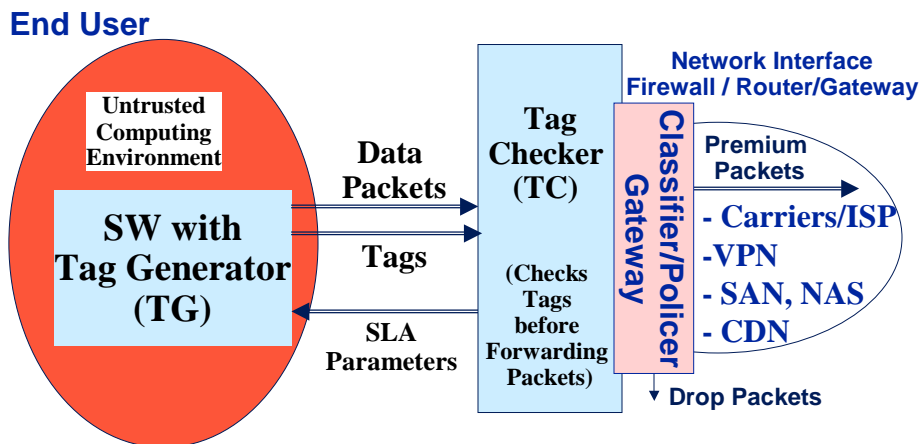 End User
Untrusted
Computing
Environment
SW with
Tag Generator
(TG)
Data
Packets
Tags
SLA
Parameters
Tag
Checker
(TC)
(Checks
Tags
before
Forwarding
Packets)
Classifier/Policer
Gateway
Network Interface
Firewall / Router/Gateway
Premium
Packets
- Carriers/ISP
-VPN
- SAN, NAS
- CDN
Drop Packets